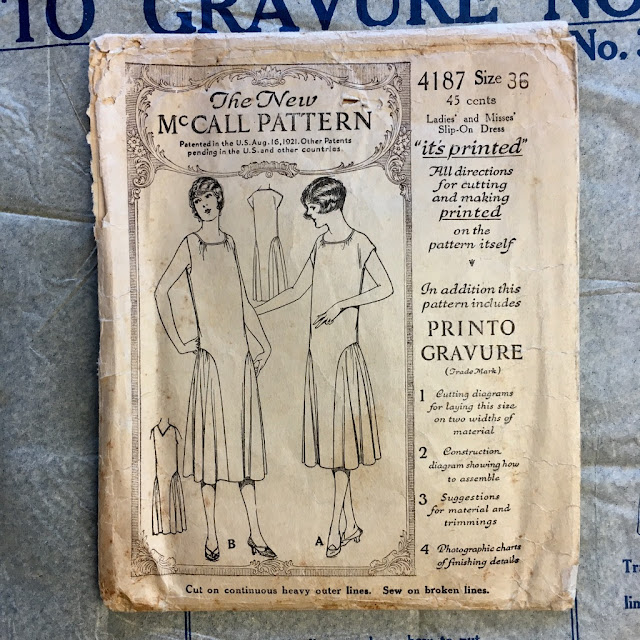 TO GRAVURE NO
No.
The New
McCALL PATTERN
Patented in the U.S. Aug. 16, 1921. Other Patents
pending in the U.S. and other countries.
B
A
Cut on continuous heavy outer lines. Sew on broken lines.
4187 Size 36
45 cents
Ladies' and Misses'
Slip-On Dress
"it's printed"
All directions
for cutting
and making
printed
on the
pattern itself
In addition this
pattern includes
PRINTO
GRAVURE
(Trade Mark)
1 Cutting diagrams
for laying this size
on two widths of
material
2 Construction
diagram showing how
to assemble
3 Suggestions
for material and
trimmings
4 Photographic charts
of finishing details